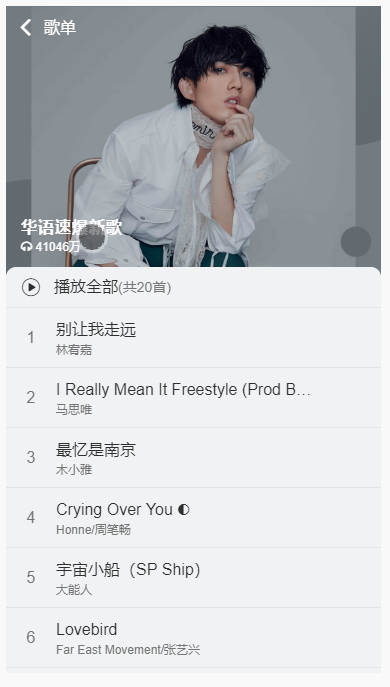 歌单
华语速爆新歌
41046万
播放全部(共20首)
1
别让我走远
林宥嘉
2
I Really Mean It Freestyle (Prod B…
马思唯
3
最忆是南京
木小雅
4
Crying Over You ◐
Honne/周笔畅
5
宇宙小船（SP Ship）
大能人
6
Lovebird
Far East Movement/张艺兴